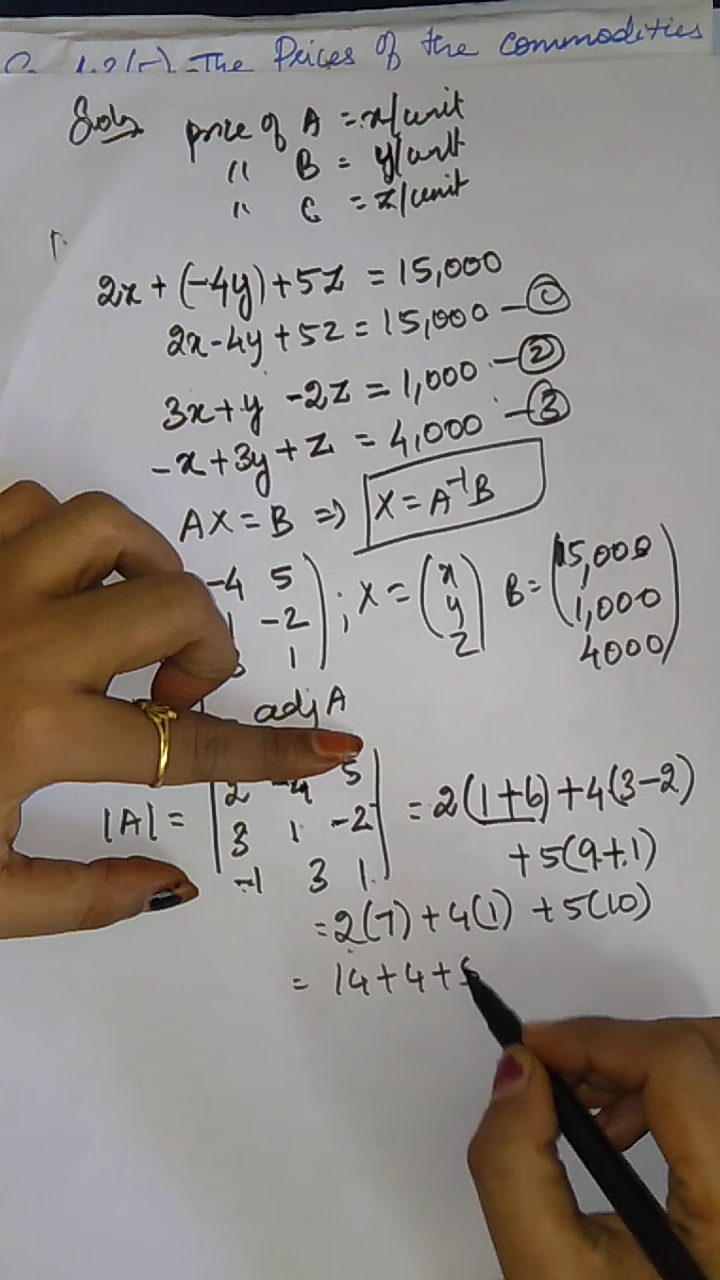 The Prices of the commodities
Soln price of A = x/unit
" B = y/unit
" C = z/unit
2x + (-4y) + 5z = 15,000
2x - 4y + 5z = 15,000 - ①
3x + y - 2z = 1,000 - ②
-x + 3y + z = 4,000 - ③
AX = B ⇒ X = A⁻¹B
-4 5
-2
1
; X = (x
y
z)
B = (15,000
1,000
4000)
adj A
|A| =
2 -4 5
3 1 -2
-1 3 1
= 2(1+6) + 4(3-2)
+ 5(9+1)
= 2(7) + 4(1) + 5(10)
= 14 + 4 +